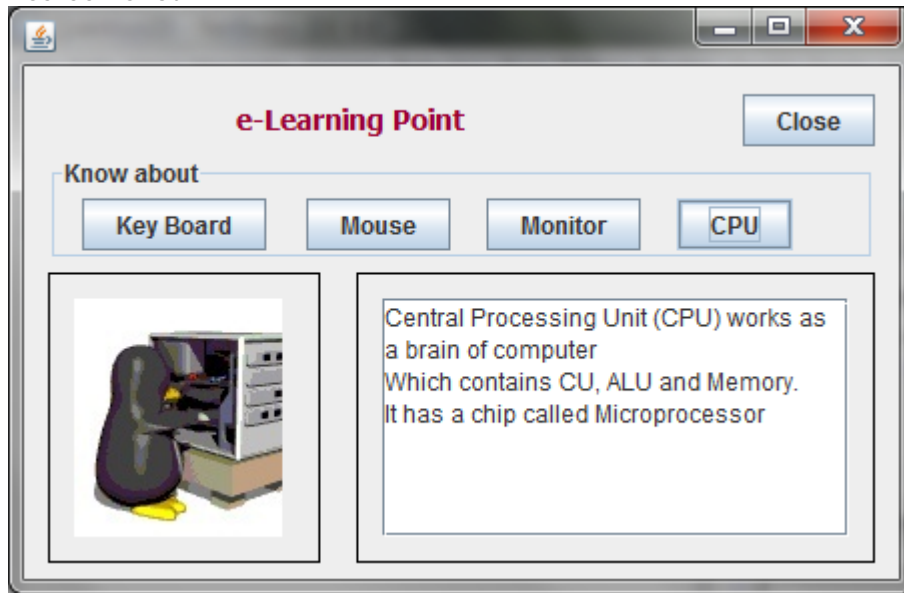 e-Learning Point
Close
Know about
Key Board
Mouse
Monitor
CPU
Central Processing Unit (CPU) works as
a brain of computer
Which contains CU, ALU and Memory.
It has a chip called Microprocessor